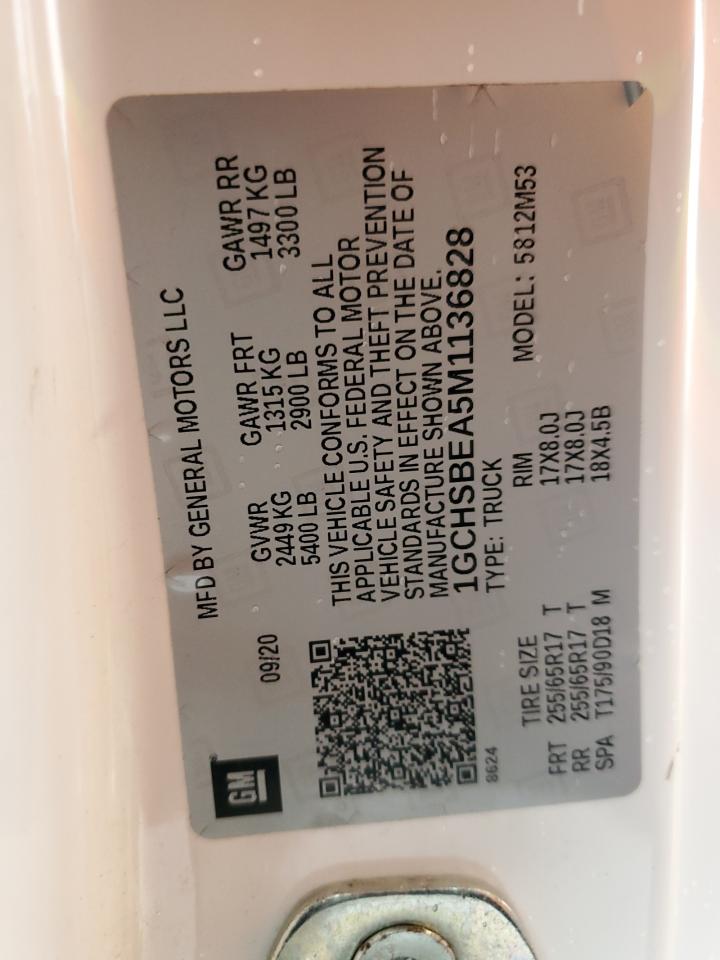 GM
MFD BY GENERAL MOTORS LLC
09/20 GVWR GAWR FRT GAWR RR
2449 KG 1315 KG 1497 KG
5400 LB 2900 LB 3300 LB
THIS VEHICLE CONFORMS TO ALL
APPLICABLE U.S. FEDERAL MOTOR
VEHICLE SAFETY AND THEFT PREVENTION
STANDARDS IN EFFECT ON THE DATE OF
MANUFACTURE SHOWN ABOVE.
1GCHSBEA5M1136828
8624 TYPE: TRUCK
TIRE SIZE RIM MODEL: 5812M53
FRT 255/65R17 T 17X8.0J
RR 255/65R17 T 17X8.0J
SPA T175/90D18 M 18X4.5B